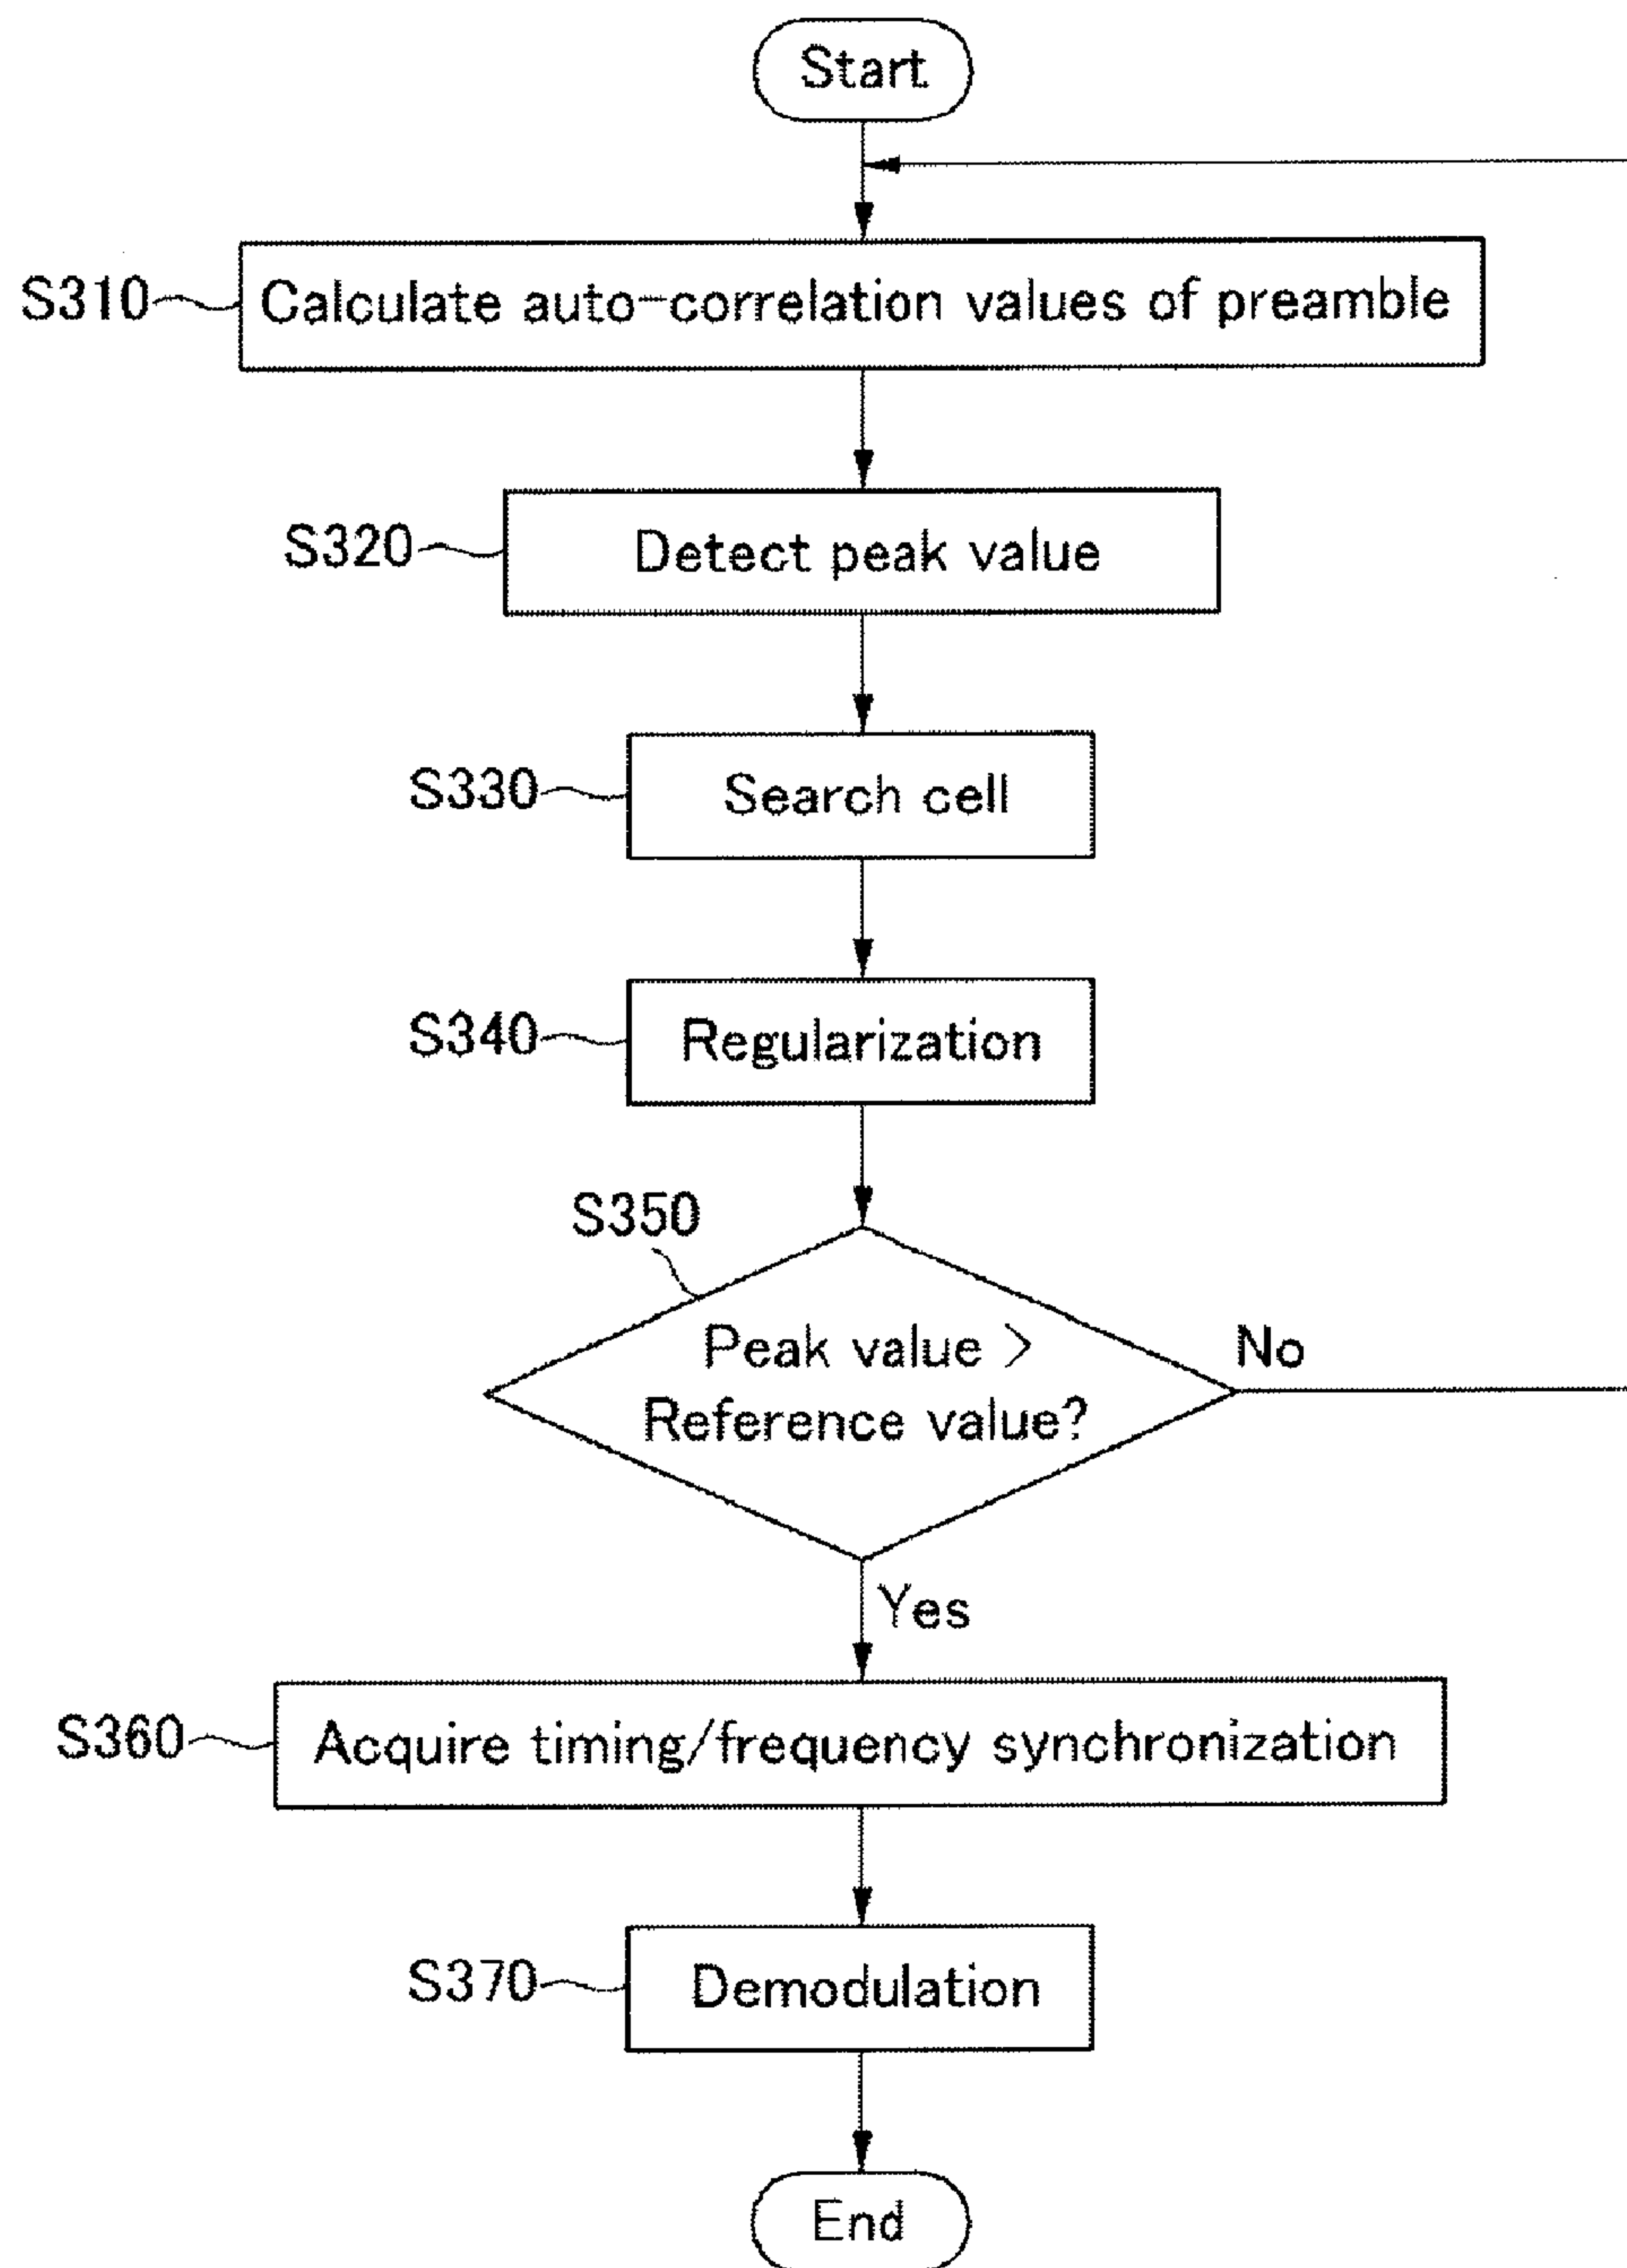 Start
S310
Calculate auto-correlation values of preamble
S320
Detect peak value
S330
Search cell
S340
Regularization
S350
Peak value >
Reference value?
No
Yes
S360
Acquire timing/frequency synchronization
S370
Demodulation
End